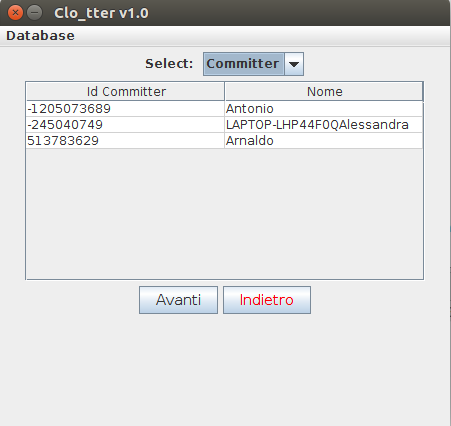 Clo_tter v1.0
Database
Select: Committer
Id Committer Nome
-1205073689 Antonio
-245040749 LAPTOP-LHP44F0QAlessandra
513783629 Arnaldo
Avanti Indietro